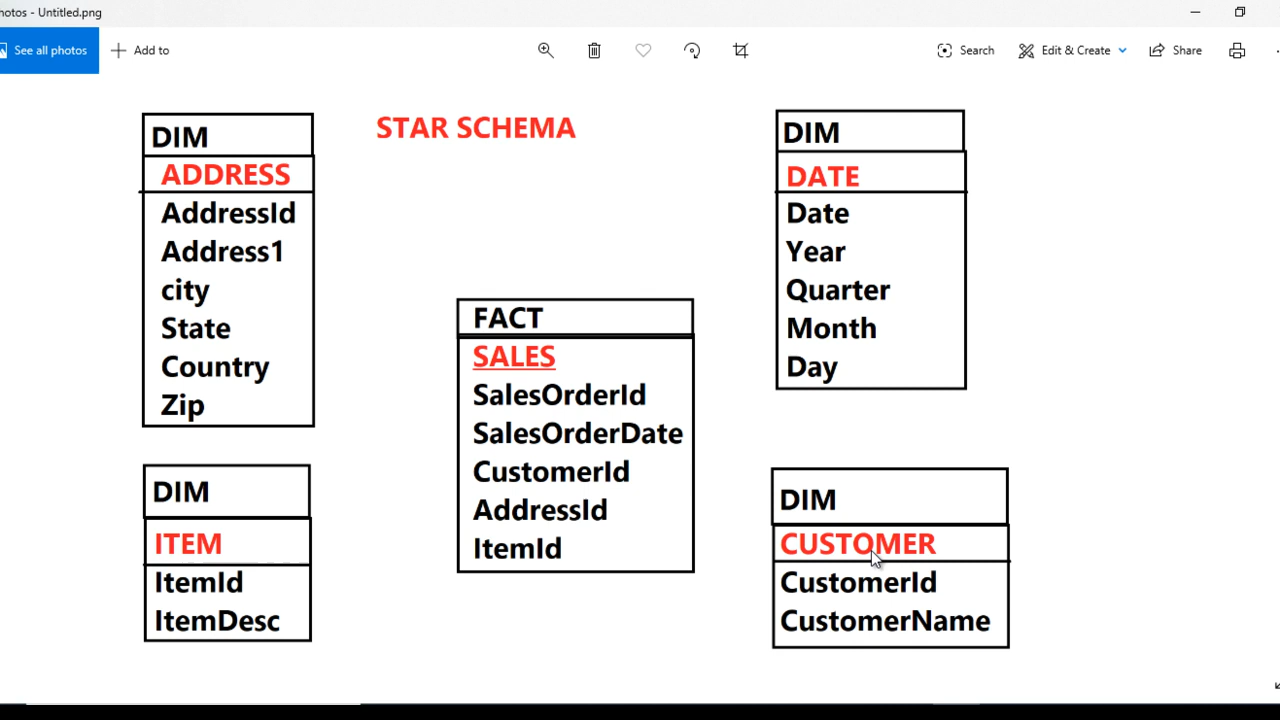 hotos - Untitled.png
See all photos
Add to
Search
Edit & Create
Share
STAR SCHEMA
DIM
ADDRESS
AddressId
Address1
city
State
Country
Zip
DIM
DATE
Date
Year
Quarter
Month
Day
FACT
SALES
SalesOrderId
SalesOrderDate
CustomerId
AddressId
ItemId
DIM
ITEM
ItemId
ItemDesc
DIM
CUSTOMER
CustomerId
CustomerName